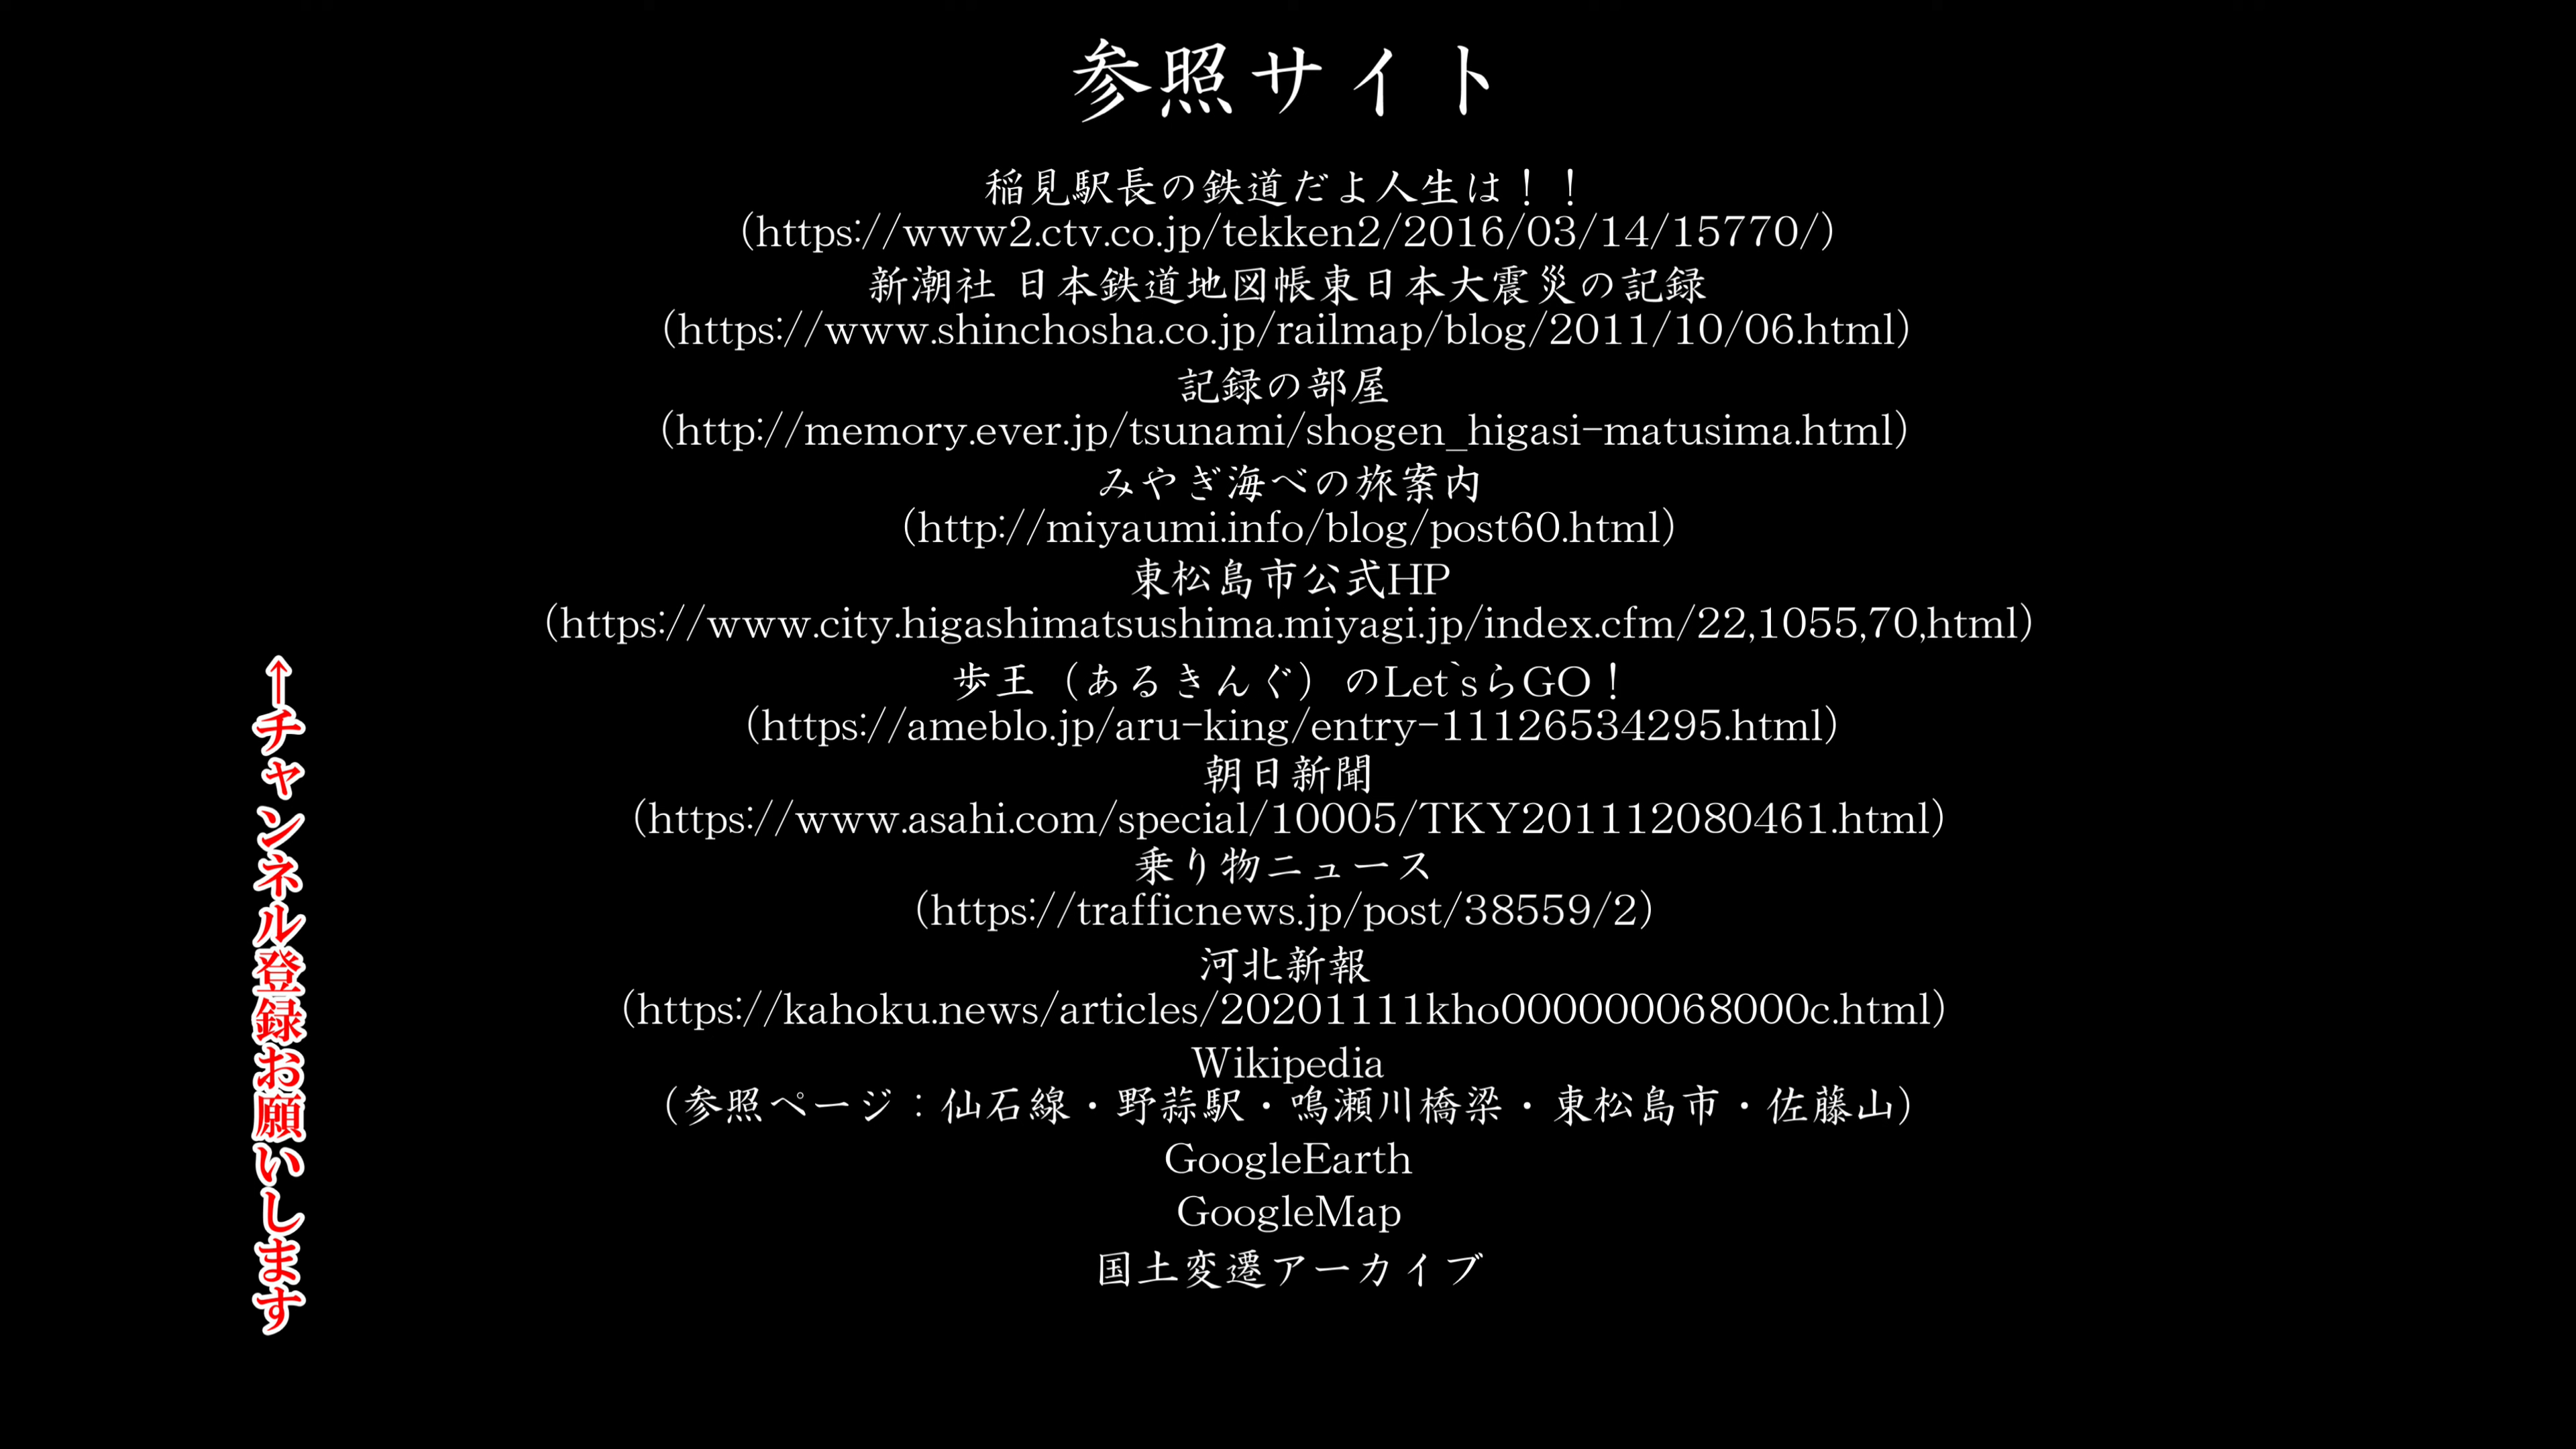 参照サイト
稲見駅長の鉄道だよ人生は！！
(https://www2.ctv.co.jp/tekken2/2016/03/14/15770/)
新潮社 日本鉄道地図帳東日本大震災の記録
(https://www.shinchosha.co.jp/railmap/blog/2011/10/06.html)
記録の部屋
(http://memory.ever.jp/tsunami/shogen_higasi-matusima.html)
みやぎ海べの旅案内
(http://miyaumi.info/blog/post60.html)
東松島市公式HP
(https://www.city.higashimatsushima.miyagi.jp/index.cfm/22,1055,70,html)
歩王（あるきんぐ）のLet`sらGO！
(https://ameblo.jp/aru-king/entry-11126534295.html)
朝日新聞
(https://www.asahi.com/special/10005/TKY201112080461.html)
乗り物ニュース
(https://trafficnews.jp/post/38559/2)
河北新報
(https://kahoku.news/articles/20201111kho000000068000c.html)
Wikipedia
(参照ページ：仙石線・野蒜駅・鳴瀬川橋梁・東松島市・佐藤山)
GoogleEarth
GoogleMap
国土変遷アーカイブ
←チャンネル登録お願いします